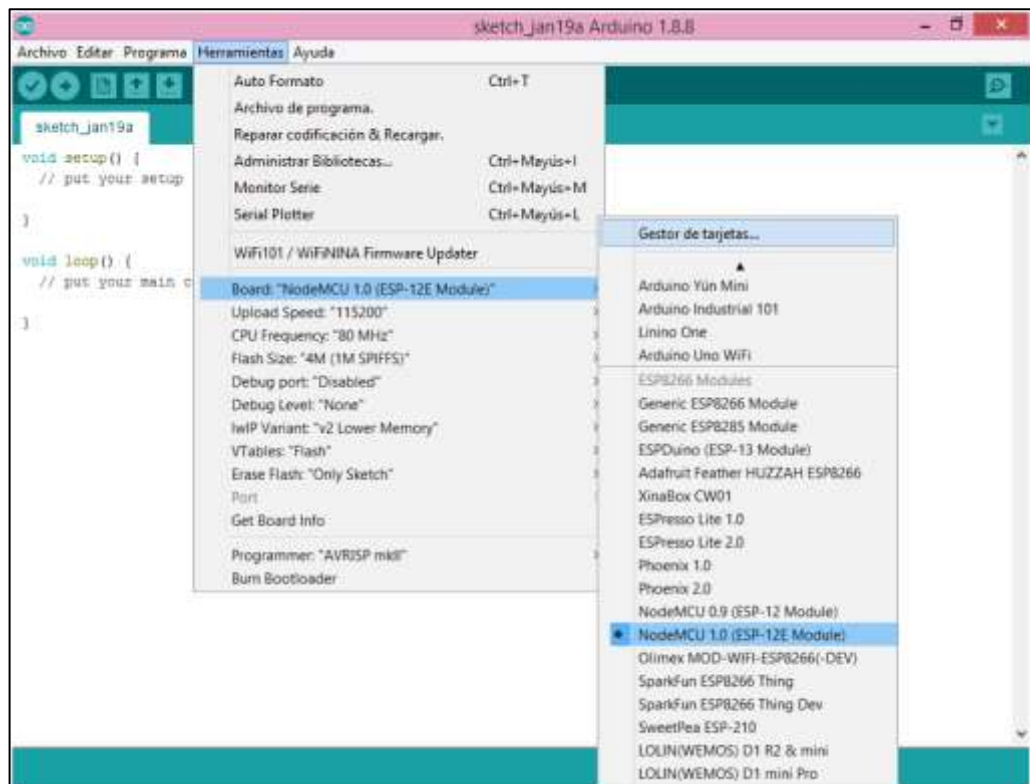 sketch_jan19a Arduino 1.8.8
Archivo Editar Programa Herramientas Ayuda
sketch_jan19a
void setup() {
// put your setup
}
void loop() {
// put your main c
}
Auto Formato Ctrl+T
Archivo de programa.
Reparar codificación & Recargar.
Administrar Bibliotecas... Ctrl+Mayús+I
Monitor Serie Ctrl+Mayús+M
Serial Plotter Ctrl+Mayús+L
WiFi101 / WiFiNINA Firmware Updater
Board: "NodeMCU 1.0 (ESP-12E Module)"
Upload Speed: "115200"
CPU Frequency: "80 MHz"
Flash Size: "4M (1M SPIFFS)"
Debug port: "Disabled"
Debug Level: "None"
lwIP Variant: "v2 Lower Memory"
VTables: "Flash"
Erase Flash: "Only Sketch"
Port
Get Board Info
Programmer: "AVRISP mkII"
Burn Bootloader
Gestor de tarjetas...
Arduino Yún Mini
Arduino Industrial 101
Linino One
Arduino Uno WiFi
ESP8266 Modules
Generic ESP8266 Module
Generic ESP8285 Module
ESPDuino (ESP-13 Module)
Adafruit Feather HUZZAH ESP8266
XinaBox CW01
ESPresso Lite 1.0
ESPresso Lite 2.0
Phoenix 1.0
Phoenix 2.0
NodeMCU 0.9 (ESP-12 Module)
NodeMCU 1.0 (ESP-12E Module)
Olimex MOD-WIFI-ESP8266(-DEV)
SparkFun ESP8266 Thing
SparkFun ESP8266 Thing Dev
SweetPea ESP-210
LOLIN(WEMOS) D1 R2 & mini
LOLIN(WEMOS) D1 mini Pro